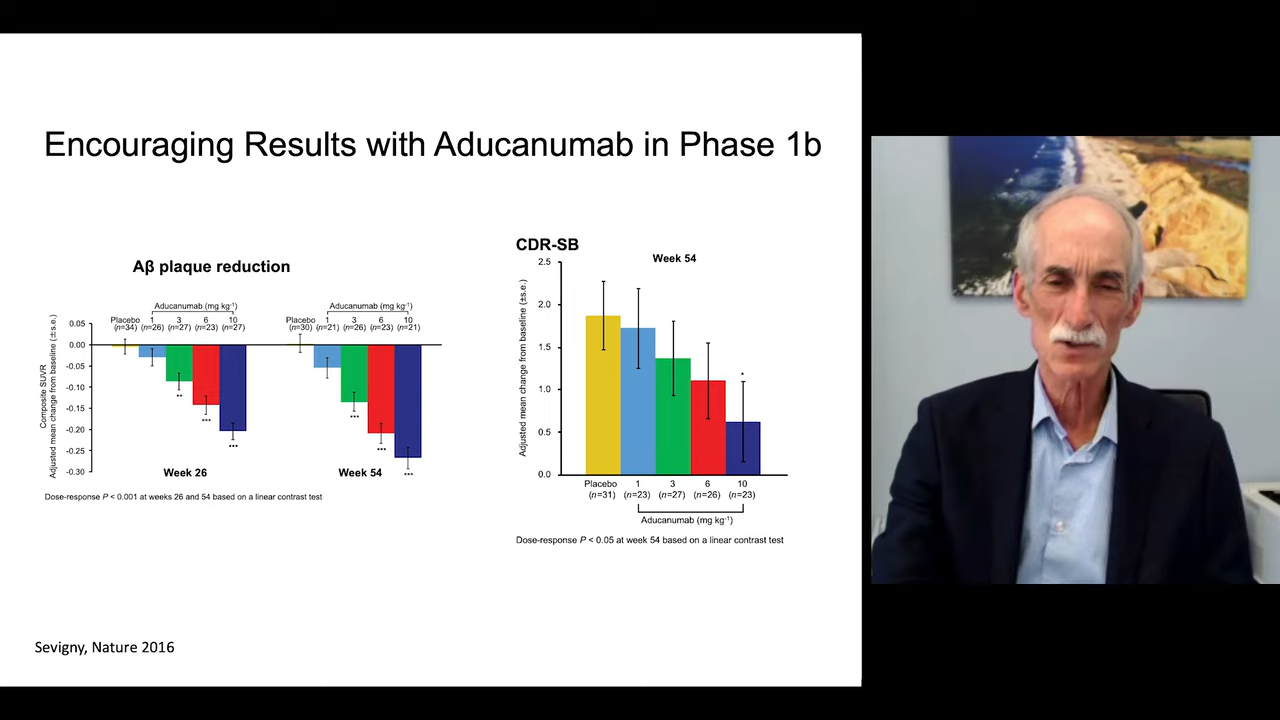 Encouraging Results with Aducanumab in Phase 1b
Aβ plaque reduction
Aducanumab (mg kg-1)
Aducanumab (mg kg-1)
Placebo 1 3 6 10
(n=34) (n=26) (n=27) (n=23) (n=27)
Placebo 1 3 6 10
(n=30) (n=21) (n=26) (n=23) (n=21)
Composite SUVR
Adjusted mean change from baseline (±s.e.)
0.05
0.00
-0.05
-0.10
-0.15
-0.20
-0.25
-0.30
**
***
***
***
***
***
Week 26
Week 54
Dose-response P < 0.001 at weeks 26 and 54 based on a linear contrast test
CDR-SB
Week 54
Adjusted mean change from baseline (±s.e.)
2.5
2.0
1.5
1.0
0.5
0.0
*
Placebo 1 3 6 10
(n=31) (n=23) (n=27) (n=26) (n=23)
Aducanumab (mg kg-1)
Dose-response P < 0.05 at week 54 based on a linear contrast test
Sevigny, Nature 2016